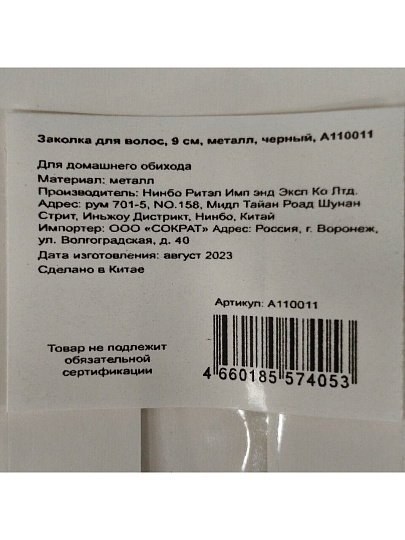 Заколка для волос, 9 см, металл, черный, А110011
Для домашнего обихода
Материал: металл
Производитель: Нинбо Ритэл Имп энд Эксп Ко Лтд.
Адрес: рум 701-5, NO.158, Мидл Тайан Роад Шунан
Стрит, Иньжоу Дистрикт, Нинбо, Китай
Импортер: ООО «СОКРАТ» Адрес: Россия, г. Воронеж,
ул. Волгоградская, д. 40
Дата изготовления: август 2023
Сделано в Китае
Артикул: А110011
Товар не подлежит
обязательной
сертификации
4 660185 574053